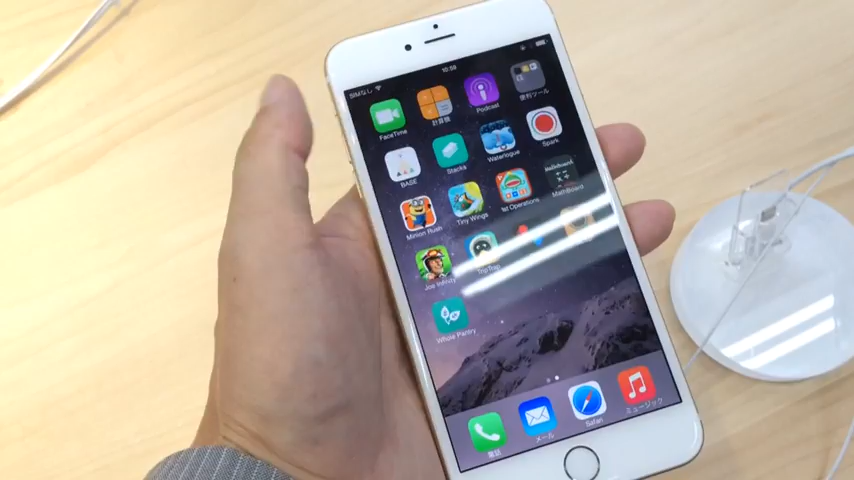 SIMなし
10:59
FaceTime
計算機
Podcast
便利ツール
BASE
Stacks
Waterlogue
Spark
Minion Rush
Tiny Wings
1st Operations
MathBoard
Joe Infinity
TripTrap
Whole Pantry
電話
メール
Safari
ミュージック